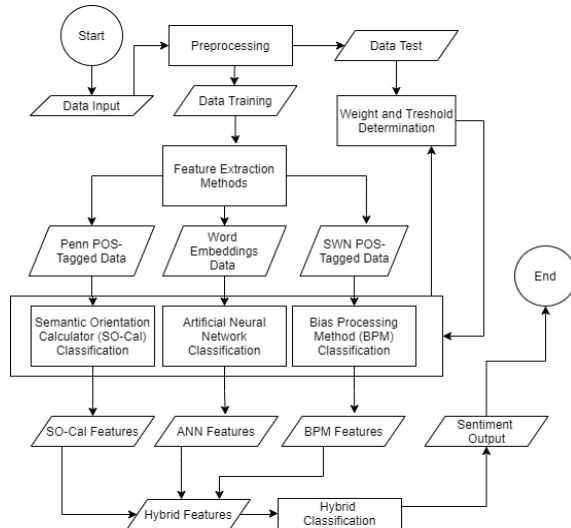 Start
Preprocessing
Data Test
Data Input
Data Training
Weight and Treshold
Determination
Feature Extraction
Methods
Penn POS-
Tagged Data
Word
Embeddings
Data
SWN POS-
Tagged Data
End
Semantic Orientation
Calculator (SO-Cal)
Classification
Artificial Neural
Network
Classification
Bias Processing
Method (BPM)
Classification
SO-Cal Features
ANN Features
BPM Features
Sentiment
Output
Hybrid Features
Hybrid
Classification